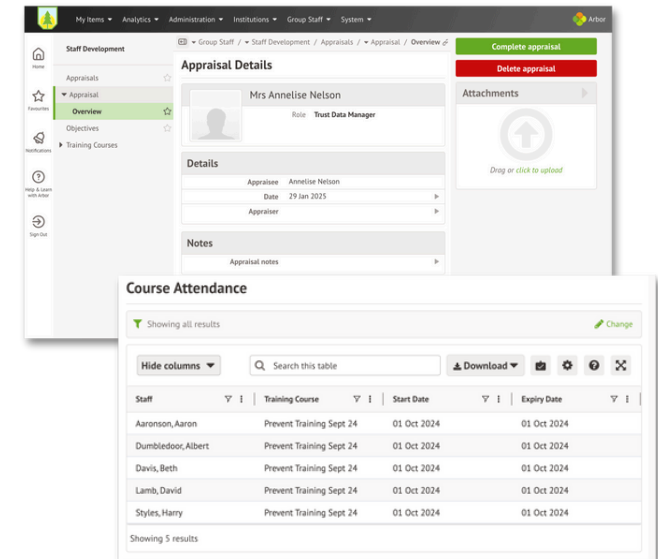 My Items Analytics Administration Institutions Group Staff System Arbor
Home
Favourites
Notifications
Help & Learn
with Arbor
Sign Out
Staff Development
Appraisals
Appraisal
Overview
Objectives
Training Courses
Group Staff / Staff Development / Appraisals / Appraisal / Overview
Appraisal Details
Mrs Annelise Nelson
Role Trust Data Manager
Details
Appraisee Annelise Nelson
Date 29 Jan 2025
Appraiser
Notes
Appraisal notes
Complete appraisal
Delete appraisal
Attachments
Drag or click to upload
Course Attendance
Showing all results Change
Hide columns Search this table Download
Staff Training Course Start Date Expiry Date
Aaronson, Aaron Prevent Training Sept 24 01 Oct 2024 01 Oct 2024
Dumbledoor, Albert Prevent Training Sept 24 01 Oct 2024 01 Oct 2024
Davis, Beth Prevent Training Sept 24 01 Oct 2024 01 Oct 2024
Lamb, David Prevent Training Sept 24 01 Oct 2024 01 Oct 2024
Styles, Harry Prevent Training Sept 24 01 Oct 2024 01 Oct 2024
Showing 5 results